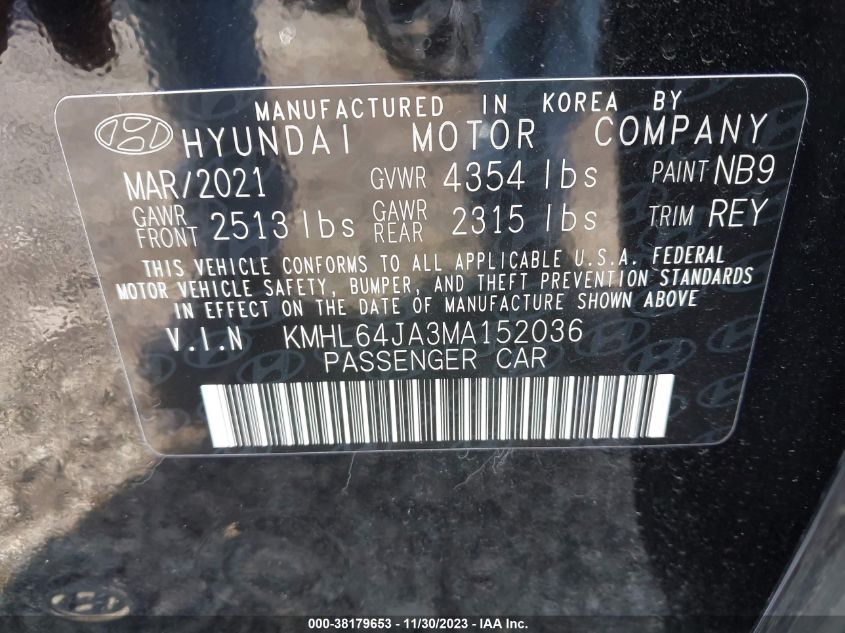 MANUFACTURED IN KOREA BY
HYUNDAI MOTOR COMPANY
MAR/2021 GVWR 4354 lbs PAINT NB9
GAWR FRONT 2513 lbs GAWR REAR 2315 lbs TRIM REY
THIS VEHICLE CONFORMS TO ALL APPLICABLE U.S.A. FEDERAL
MOTOR VEHICLE SAFETY, BUMPER, AND THEFT PREVENTION STANDARDS
IN EFFECT ON THE DATE OF MANUFACTURE SHOWN ABOVE
V.I.N KMHL64JA3MA152036
PASSENGER CAR
000-38179653 - 11/30/2023 - IAA Inc.